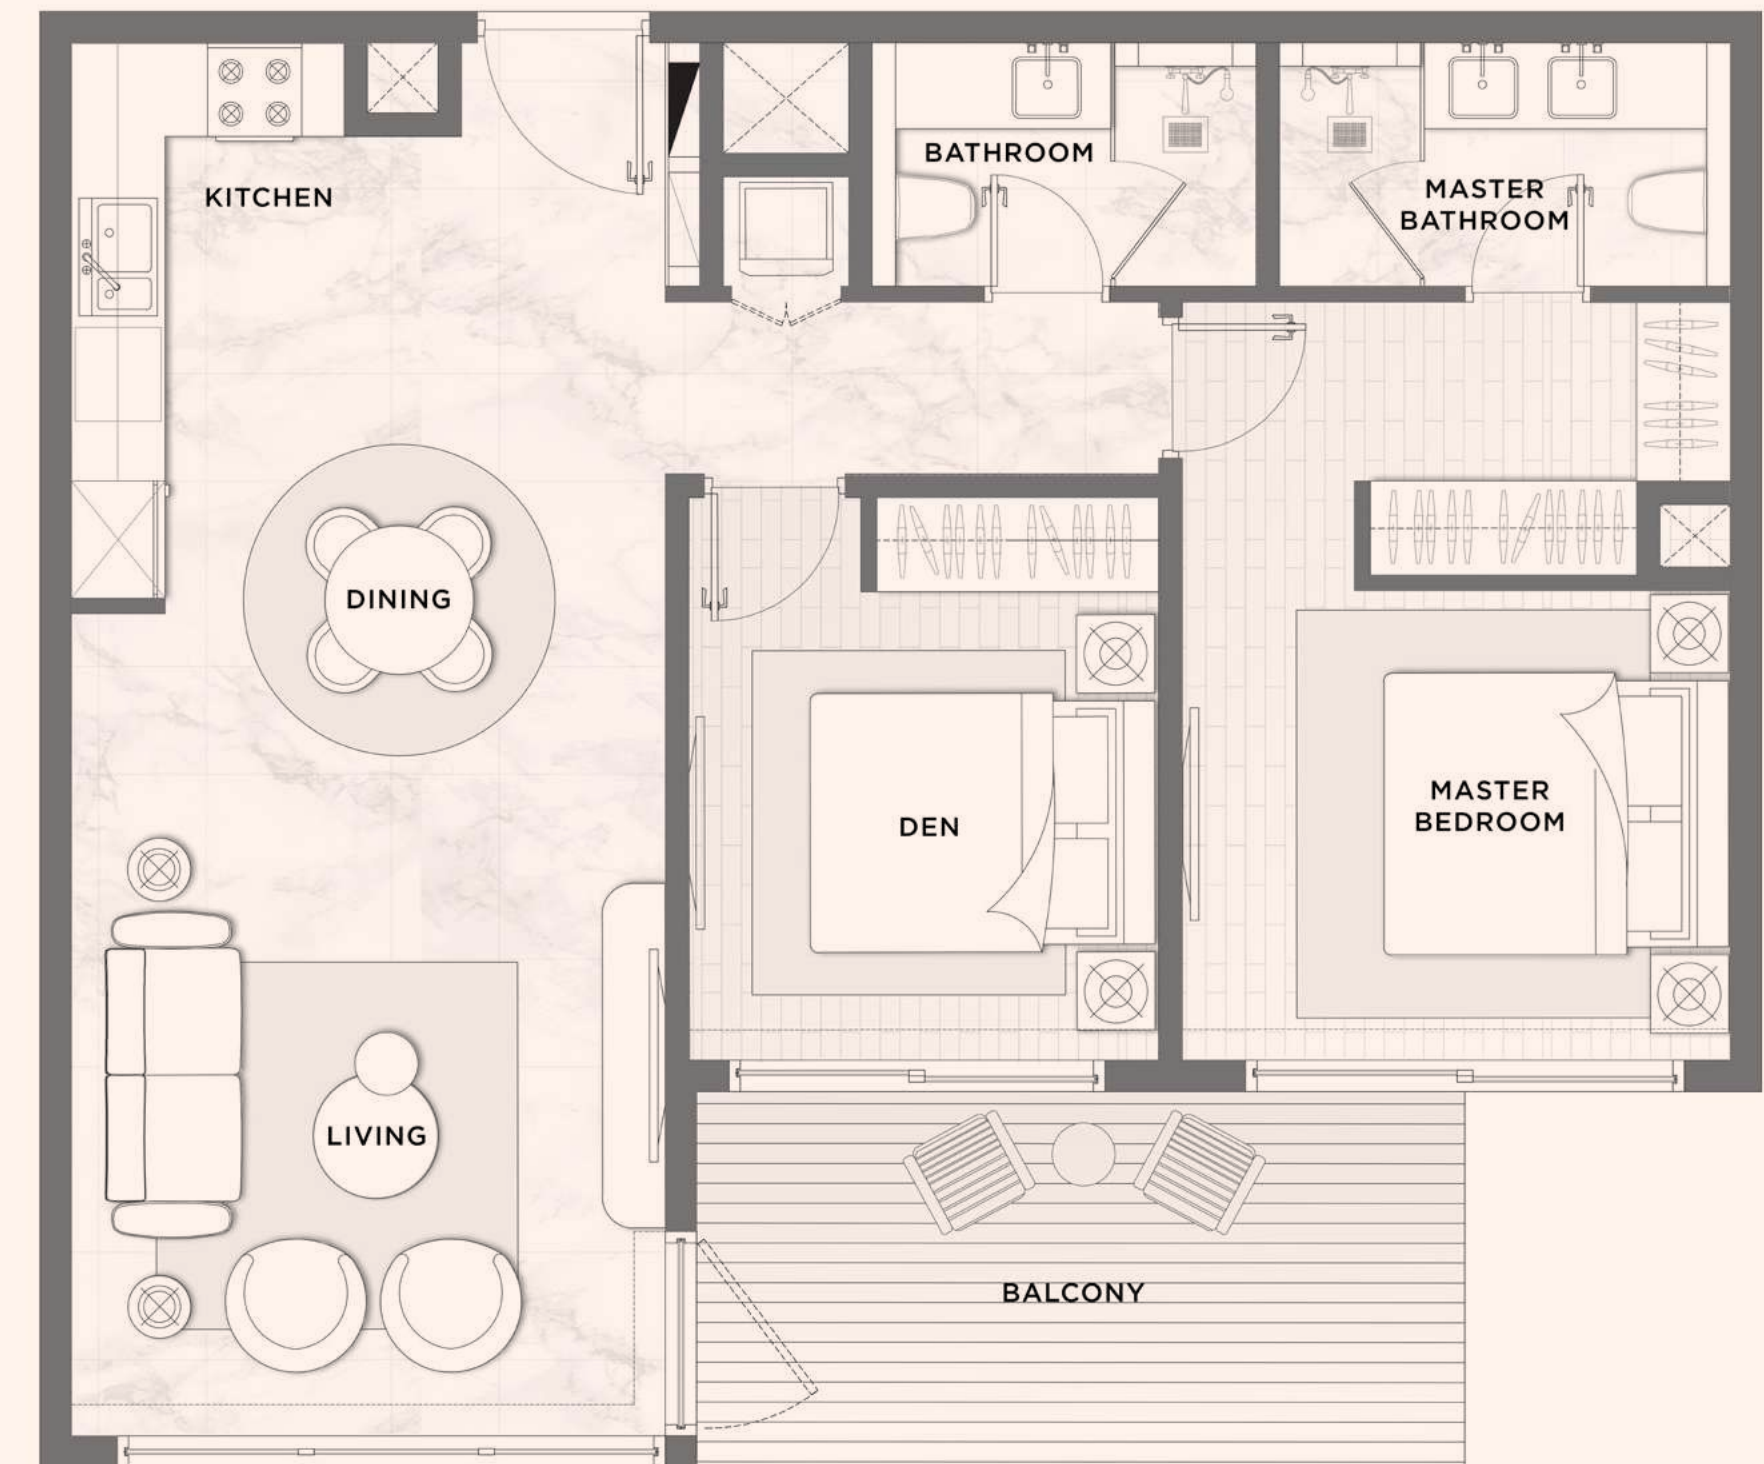 BATHROOM
MASTER
BATHROOM
KITCHEN
DINING
DEN
MASTER
BEDROOM
LIVING
BALCONY